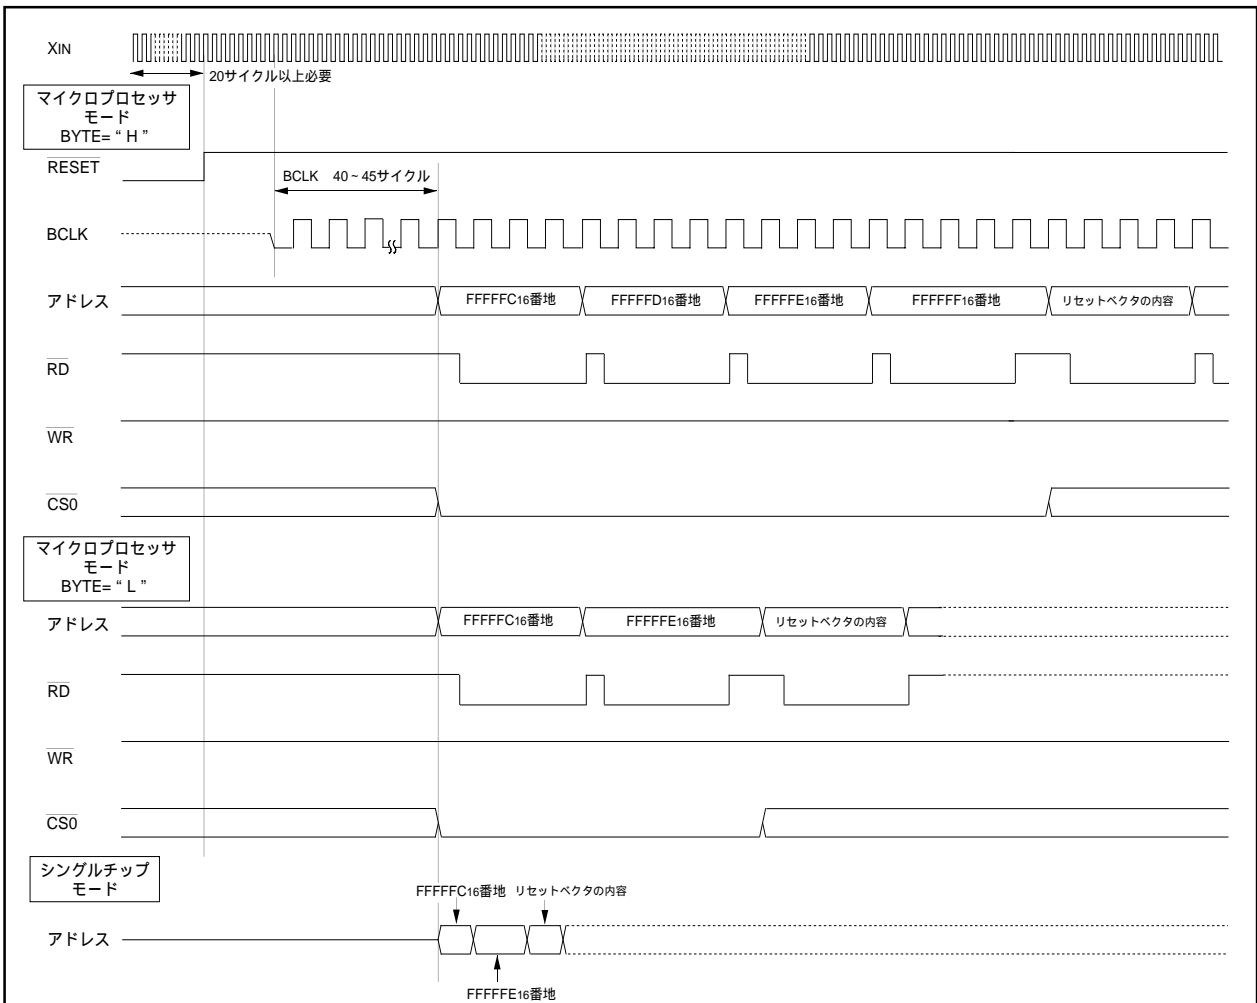 XIN
20サイクル以上必要
マイクロプロセッサ
モード
BYTE= “ H ”
RESET
BCLK 40 ~ 45サイクル
BCLK
アドレス
FFFFFC16番地
FFFFFD16番地
FFFFFE16番地
FFFFFF16番地
リセットベクタの内容
RD
WR
CS0
マイクロプロセッサ
モード
BYTE= “ L ”
アドレス
FFFFFC16番地
FFFFFE16番地
リセットベクタの内容
RD
WR
CS0
シングルチップ
モード
FFFFFC16番地 リセットベクタの内容
アドレス
FFFFFE16番地